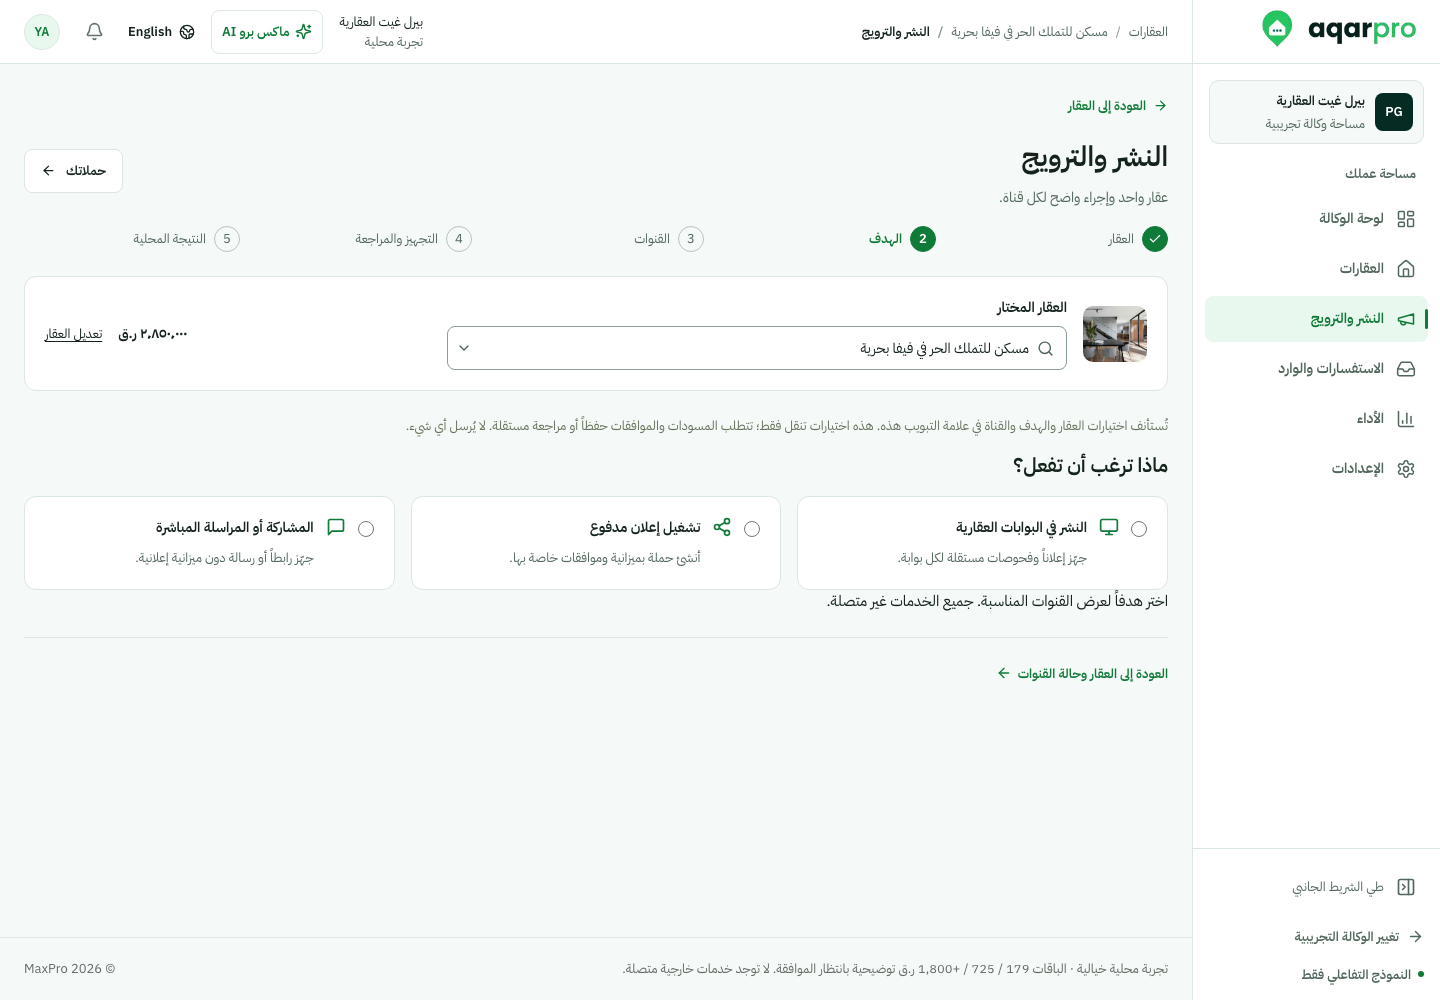 aqarpro
العقارات / مسكن للتملك الحر في فيفا بحرية / النشر والترويج
بيرل غيت العقارية
تجربة محلية
ماكس برو AI
English
YA
PG
بيرل غيت العقارية
مساحة وكالة تجريبية
مساحة عملك
لوحة الوكالة
العقارات
النشر والترويج
الاستفسارات والوارد
الأداء
الإعدادات
طي الشريط الجانبي
تغيير الوكالة التجريبية
النموذج التفاعلي فقط
العودة إلى العقار
النشر والترويج
عقار واحد وإجراء واضح لكل قناة.
حملاتك
العقار
2 الهدف
3 القنوات
4 التجهيز والمراجعة
5 النتيجة المحلية
العقار المختار
مسكن للتملك الحر في فيفا بحرية
٢٬٨٥٠٬٠٠٠ ر.ق
تعديل العقار
تُستأنف اختيارات العقار والهدف والقناة في علامة التبويب هذه. هذه اختيارات تنقل فقط؛ تتطلب المسودات والموافقات حفظاً أو مراجعة مستقلة. لا يُرسل أي شيء.
ماذا ترغب أن تفعل؟
النشر في البوابات العقارية
جهّز إعلاناً وفحوصات مستقلة لكل بوابة.
تشغيل إعلان مدفوع
أنشئ حملة بميزانية وموافقات خاصة بها.
المشاركة أو المراسلة المباشرة
جهّز رابطاً أو رسالة دون ميزانية إعلانية.
اختر هدفاً لعرض القنوات المناسبة. جميع الخدمات غير متصلة.
العودة إلى العقار وحالة القنوات
تجربة محلية خيالية · الباقات 179 / 725 / +1,800 ر.ق توضيحية بانتظار الموافقة. لا توجد خدمات خارجية متصلة.
© 2026 MaxPro